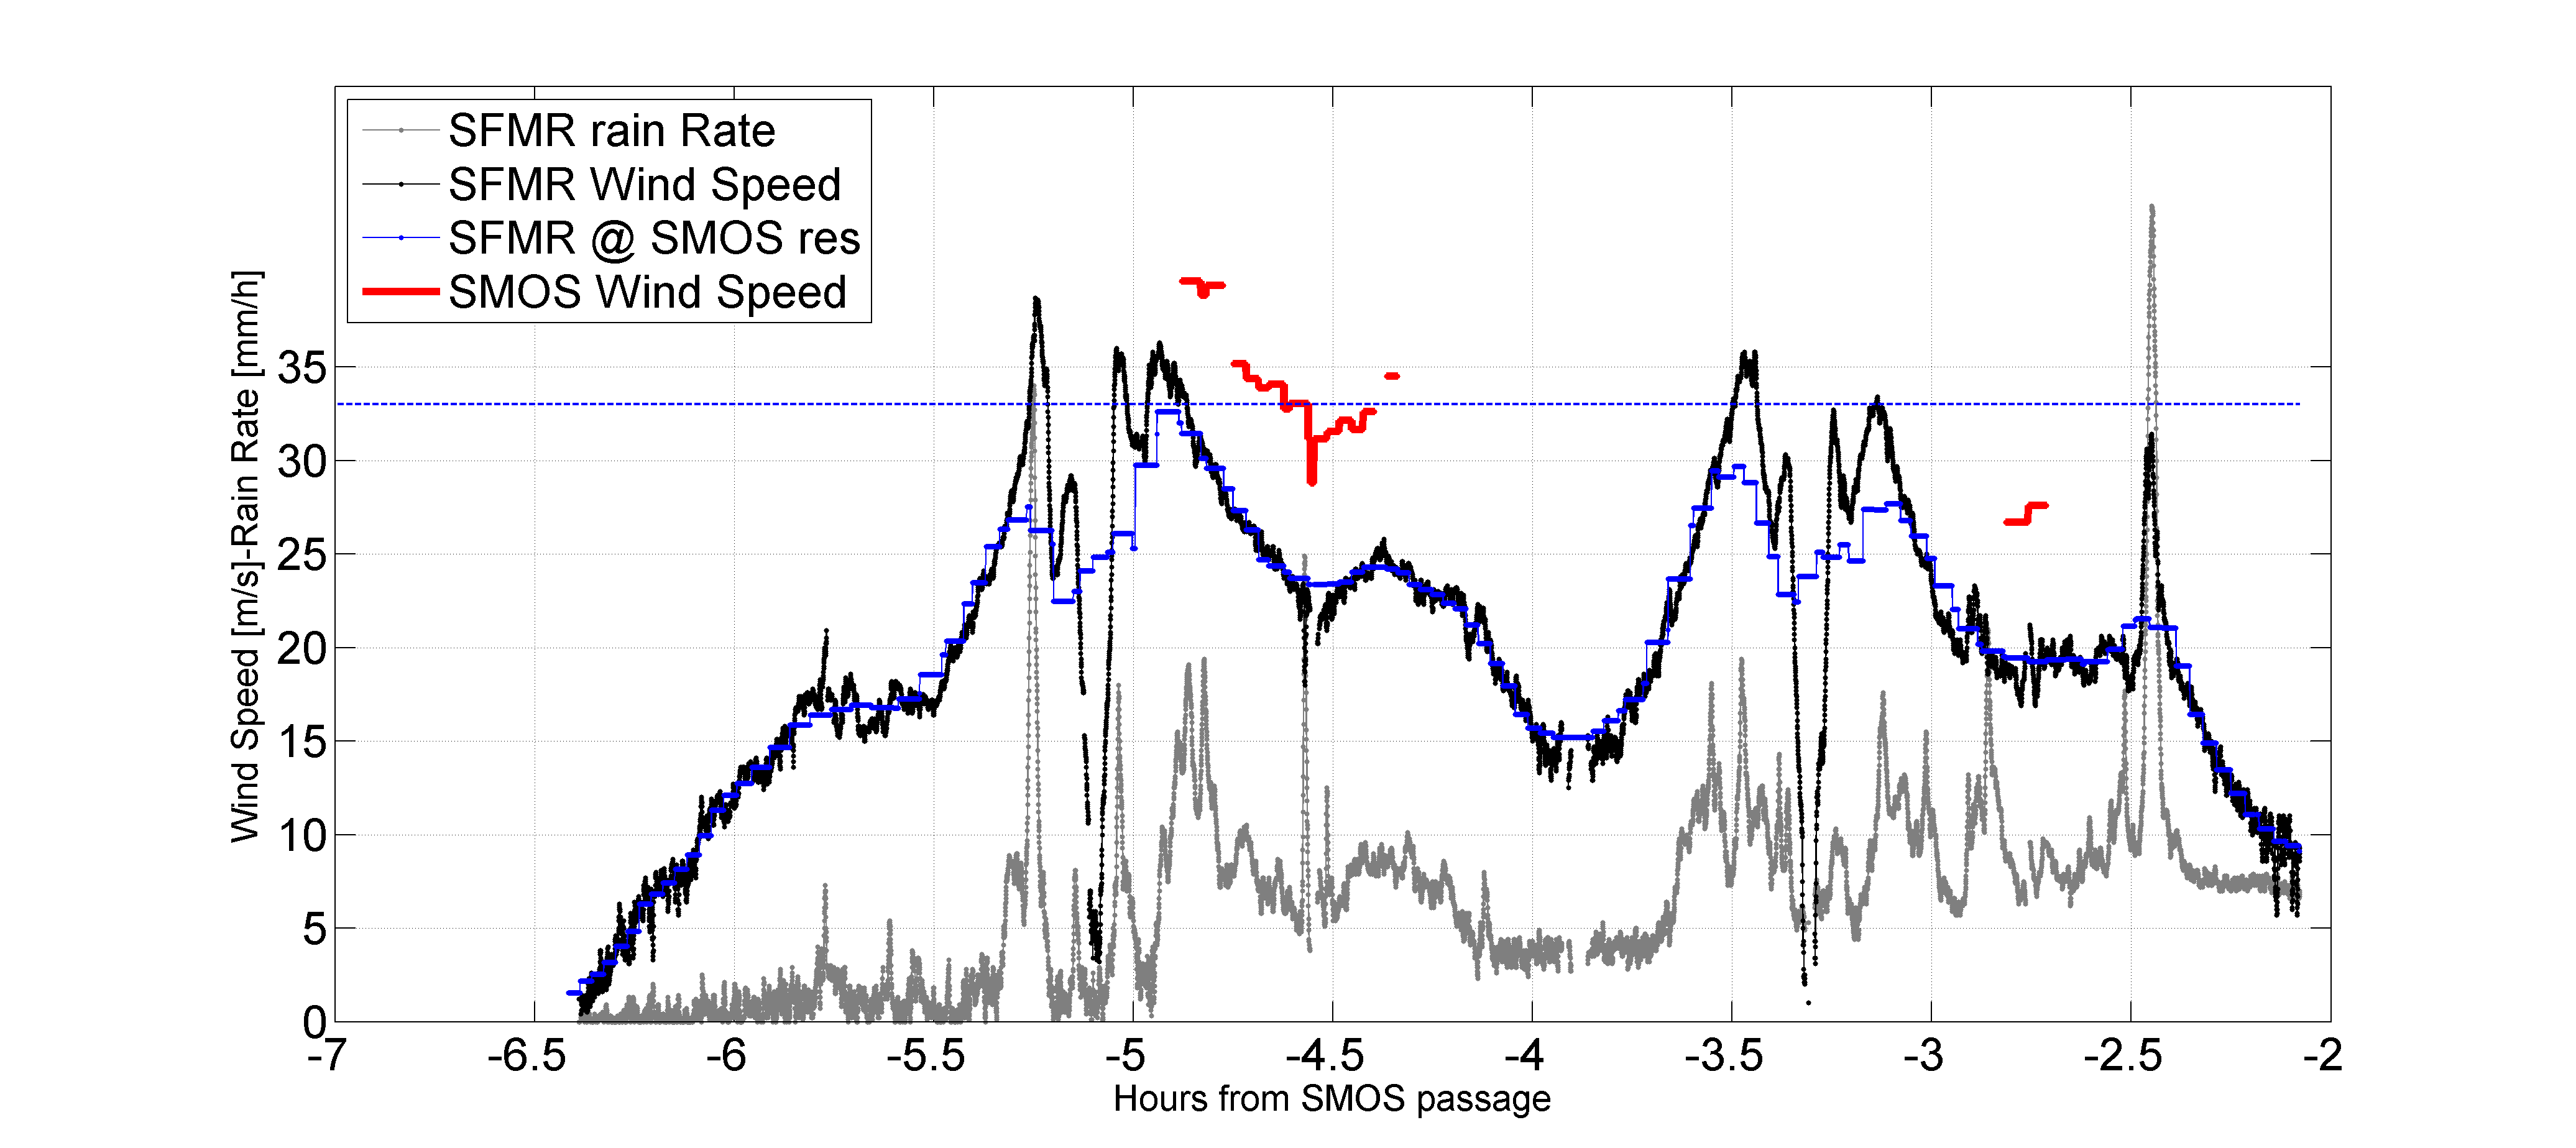 SFMR rain Rate
SFMR Wind Speed
SFMR @ SMOS res
SMOS Wind Speed
Wind Speed [m/s]-Rain Rate [mm/h]
35
30
25
20
15
10
5
0
-7 -6.5 -6 -5.5 -5 -4.5 -4 -3.5 -3 -2.5 -2
Hours from SMOS passage